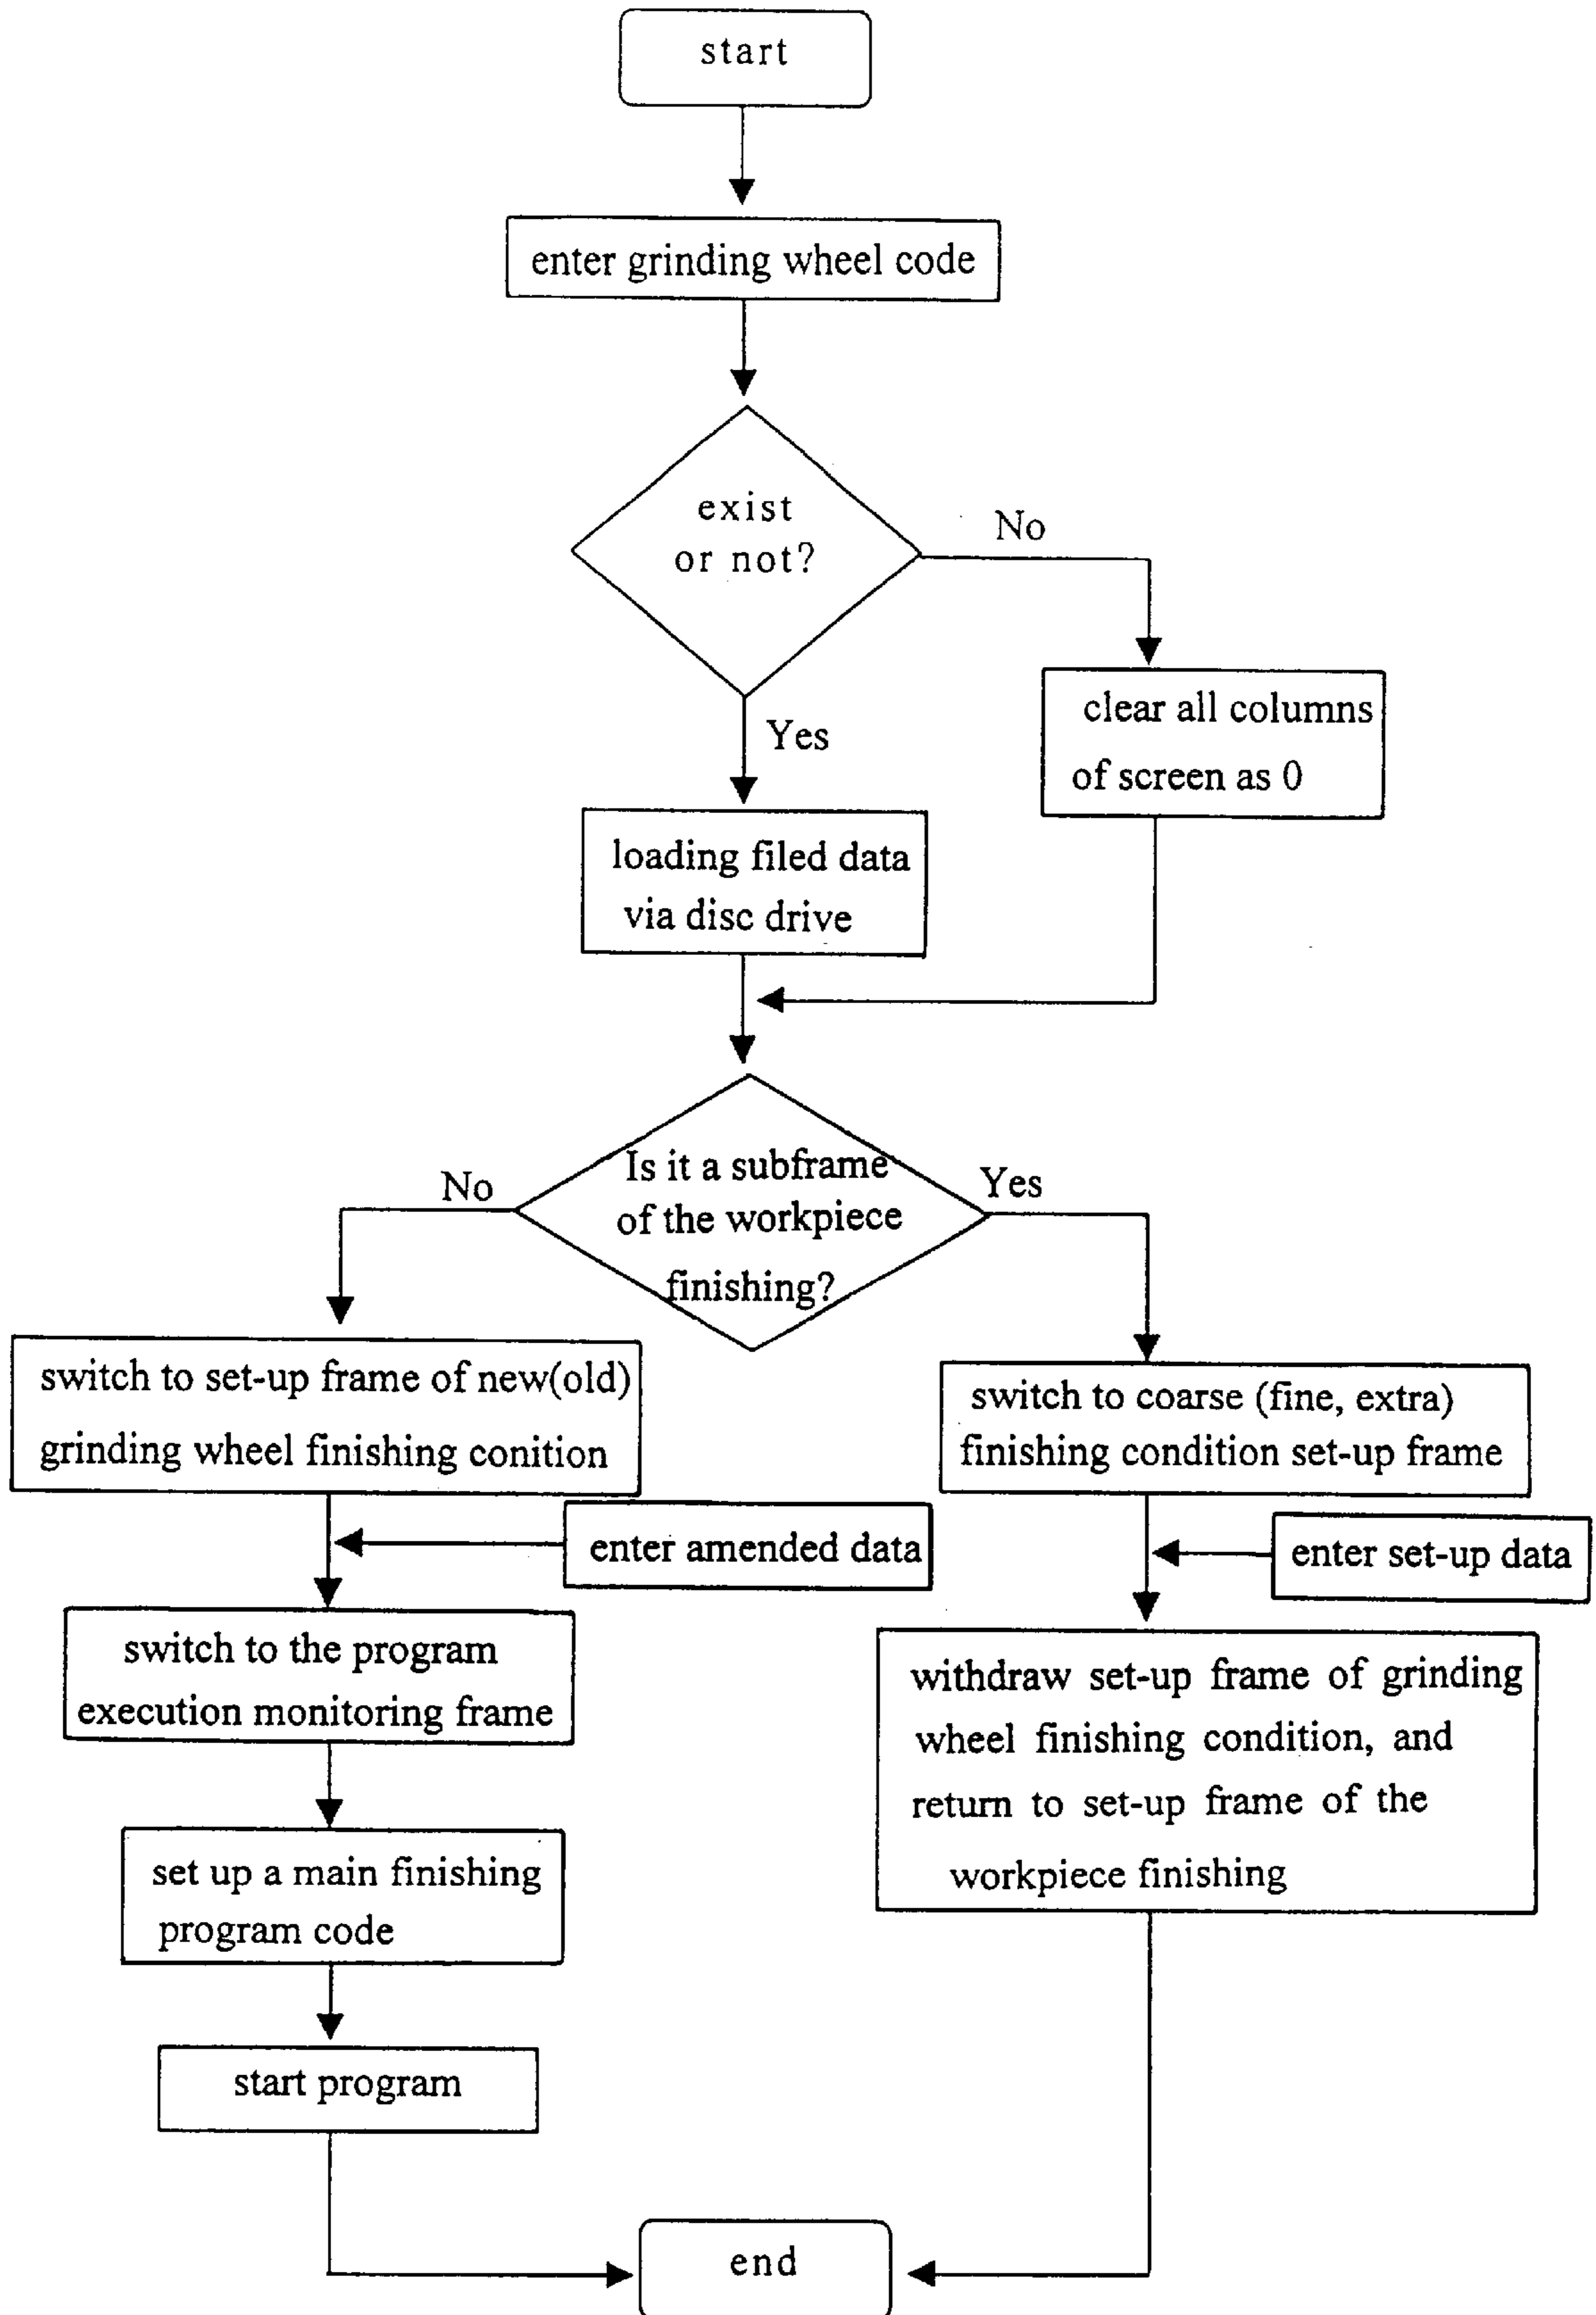 start
enter grinding wheel code
exist
or not?
No
Yes
clear all columns
of screen as 0
loading filed data
via disc drive
Is it a subframe
of the workpiece
finishing?
No
Yes
switch to set-up frame of new(old)
grinding wheel finishing conition
switch to coarse (fine, extra)
finishing condition set-up frame
enter amended data
enter set-up data
switch to the program
execution monitoring frame
withdraw set-up frame of grinding
wheel finishing condition, and
return to set-up frame of the
workpiece finishing
set up a main finishing
program code
start program
end